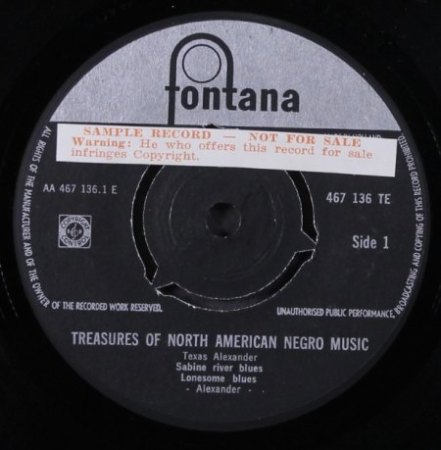 fontana
SAMPLE RECORD — NOT FOR SALE
Warning: He who offers this record for sale
infringes Copyright.
AA 467 136.1 E
467 136 TE
Side 1
ALL RIGHTS OF THE MANUFACTURER AND OF THE OWNER OF THE RECORDED WORK RESERVED.
UNAUTHORISED PUBLIC PERFORMANCE, BROADCASTING AND COPYING OF THIS RECORD PROHIBITED.
TREASURES OF NORTH AMERICAN NEGRO MUSIC
Texas Alexander
Sabine river blues
Lonesome blues
- Alexander -